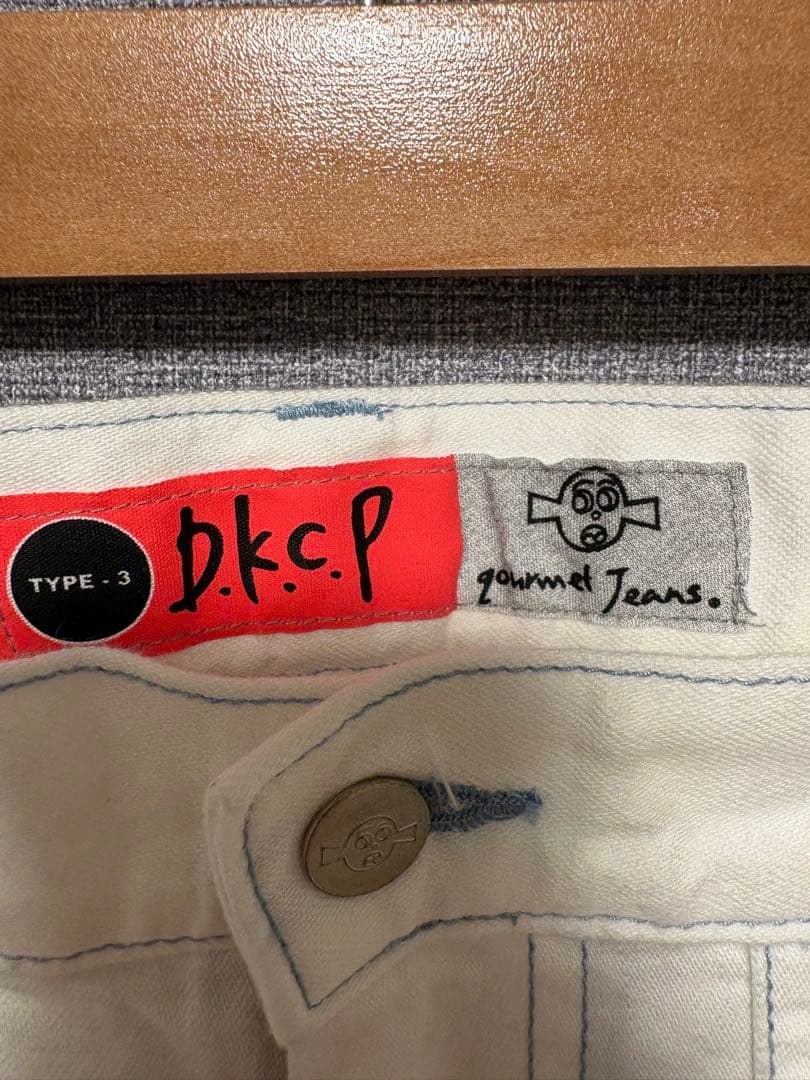 TYPE - 3
D.k.c.P
gourmet Jeans.